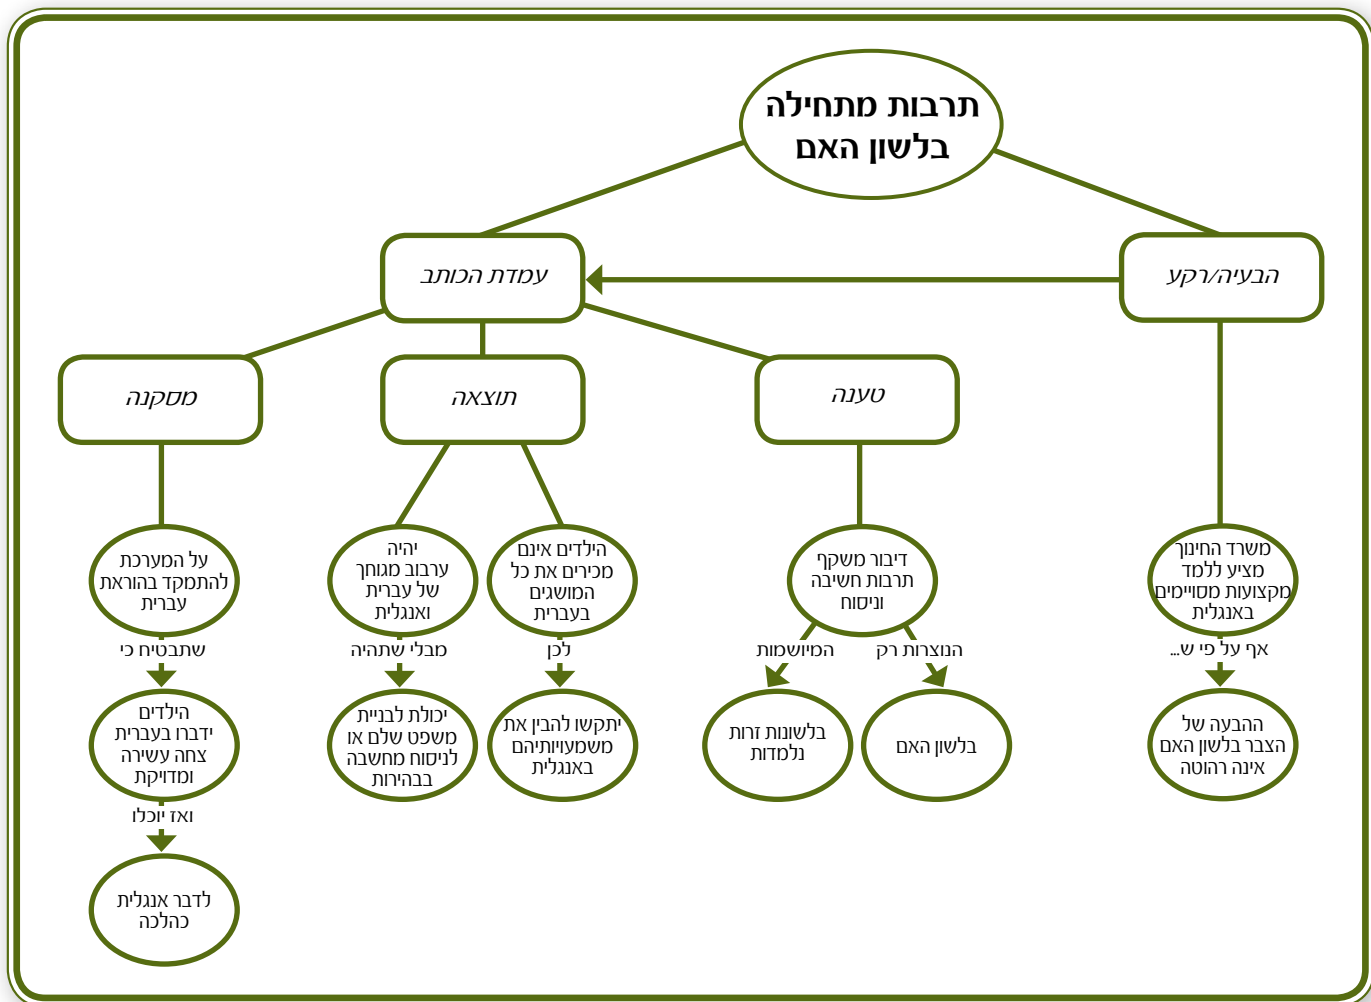 תרבות מתחילה
בלשון האם
הבעיה/רקע
עמדת הכותב
טענה
תוצאה
מסקנה
משרד החינוך
מציע ללמד
מקצועות מסויימים
באנגלית
אף על פי ש...
ההבעה של
הצבר בלשון האם
אינה רהוטה
דיבור משקף
תרבות חשיבה
וניסוח
הנוצרות רק
בלשון האם
המיושמות
בלשונות זרות
נלמדות
הילדים אינם
מכירים את כל
המושגים
בעברית
לכן
יתקשו להבין את
משמעויותיהם
באנגלית
יהיה
ערבוב מגוחך
של עברית
ואנגלית
מבלי שתהיה
יכולת לבניית
משפט שלם או
לניסוח מחשבה
בבהירות
על המערכת
להתמקד בהוראת
עברית
שתבטיח כי
הילדים
ידברו בעברית
צחה עשירה
ומדויקת
ואז יוכלו
לדבר אנגלית
כהלכה